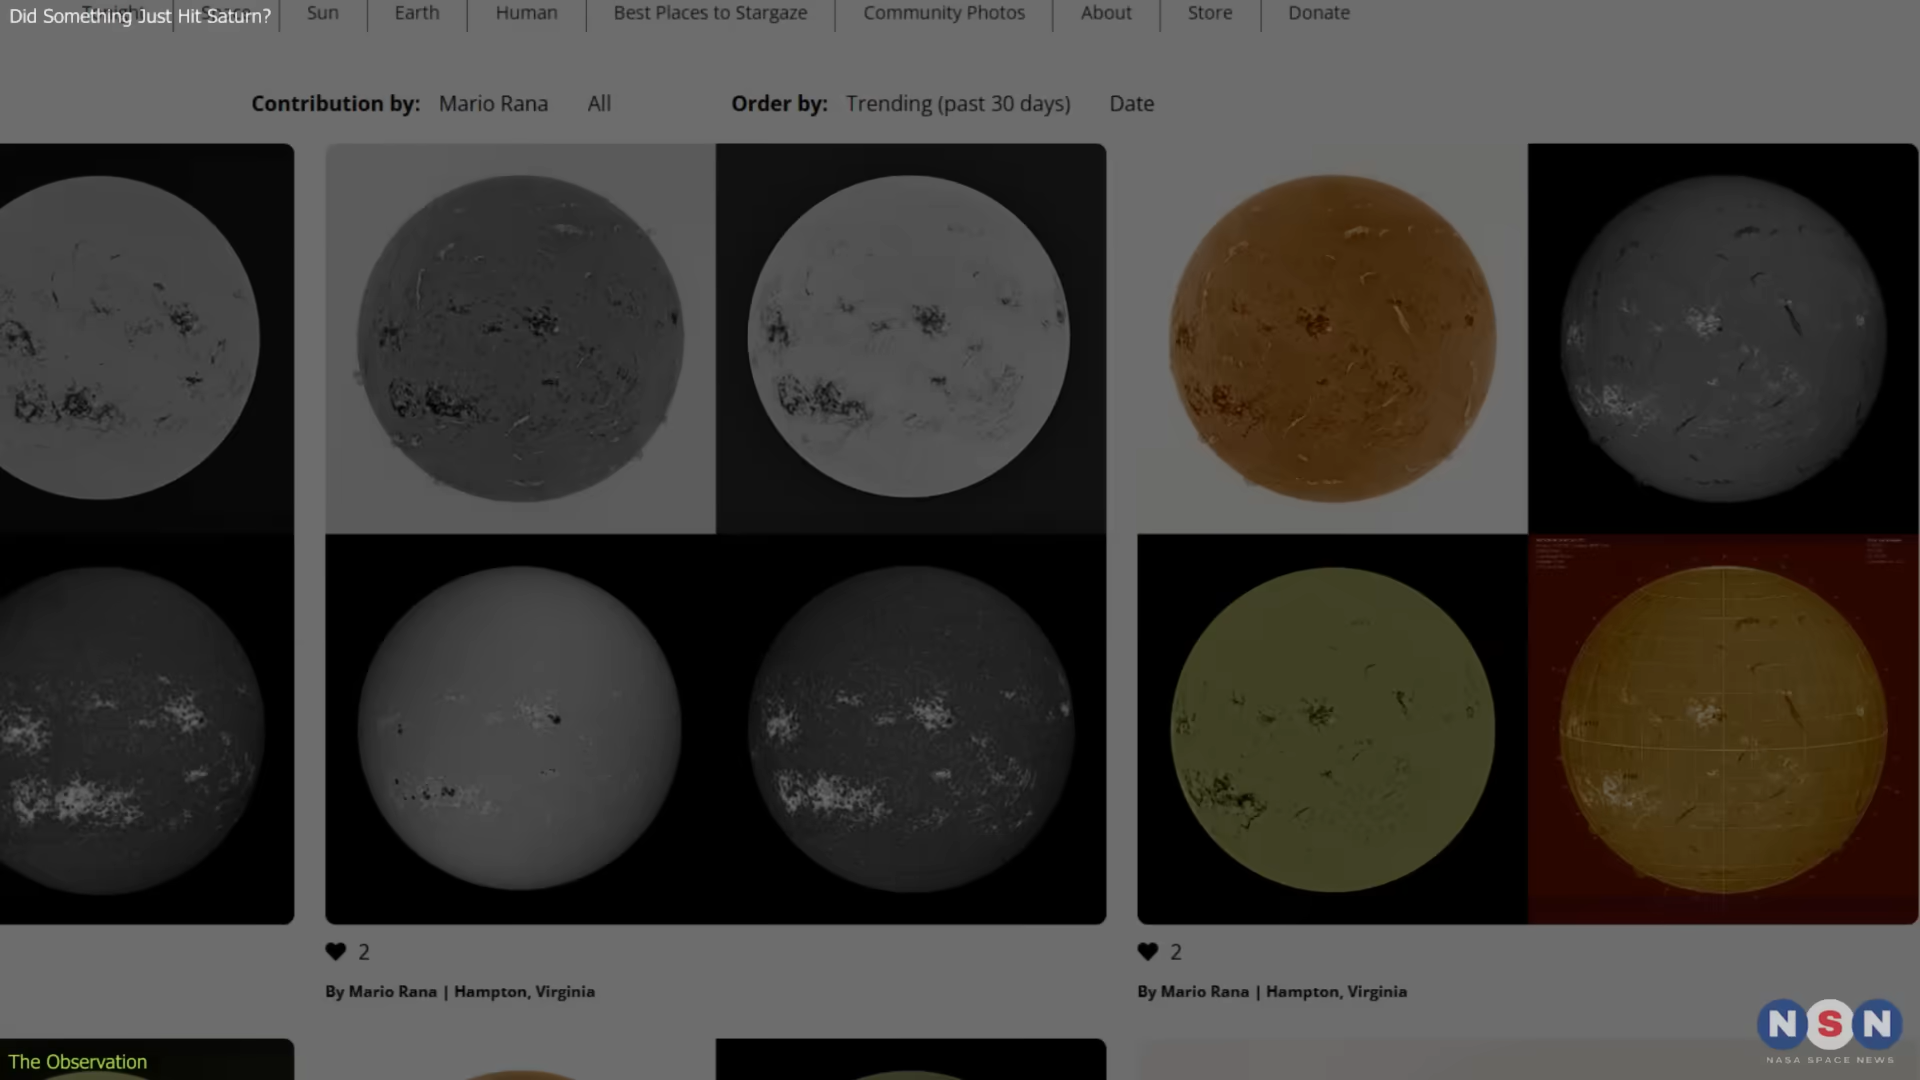 Did Something Just Hit Saturn?
Tonight
Space
Sun
Earth
Human
Best Places to Stargaze
Community Photos
About
Store
Donate
Contribution by: Mario Rana All
Order by: Trending (past 30 days) Date
2
By Mario Rana | Hampton, Virginia
2
By Mario Rana | Hampton, Virginia
The Observation
NSN
NASA SPACE NEWS